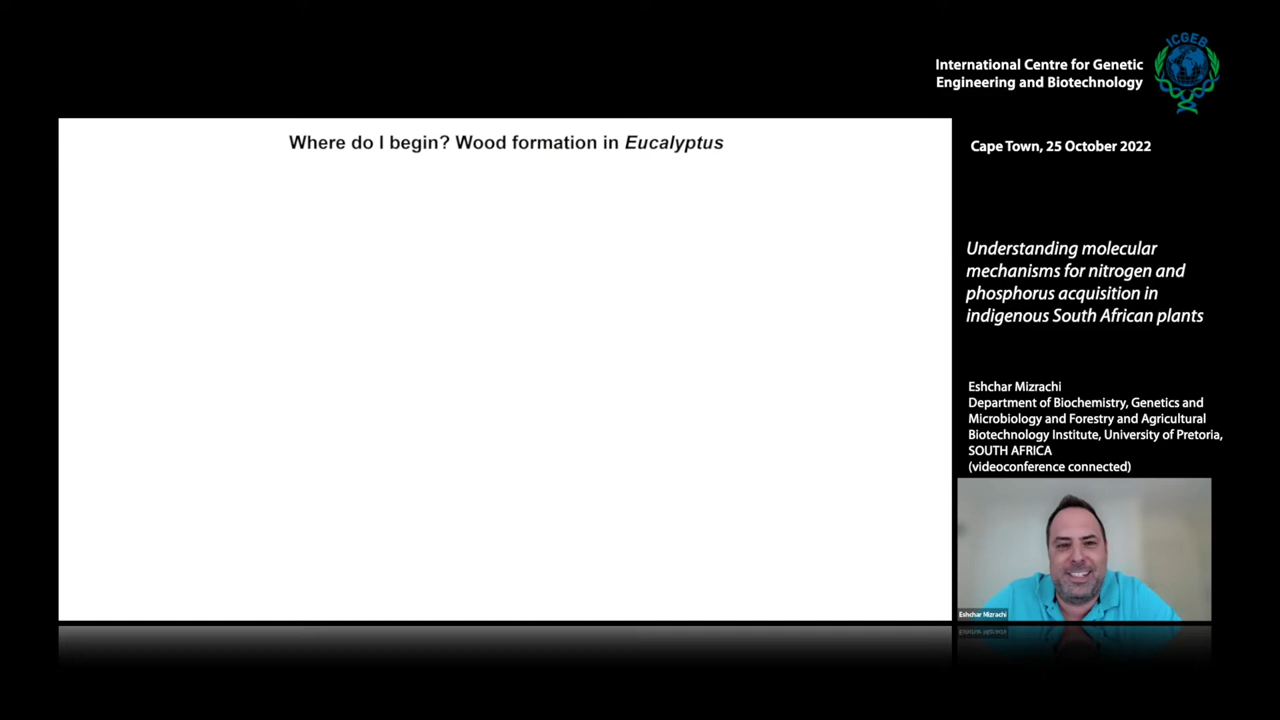 ICGEB
International Centre for Genetic
Engineering and Biotechnology
Where do I begin? Wood formation in Eucalyptus
Cape Town, 25 October 2022
Understanding molecular
mechanisms for nitrogen and
phosphorus acquisition in
indigenous South African plants
Eshchar Mizrachi
Department of Biochemistry, Genetics and
Microbiology and Forestry and Agricultural
Biotechnology Institute, University of Pretoria,
SOUTH AFRICA
(videoconference connected)
Eshchar Mizrachi